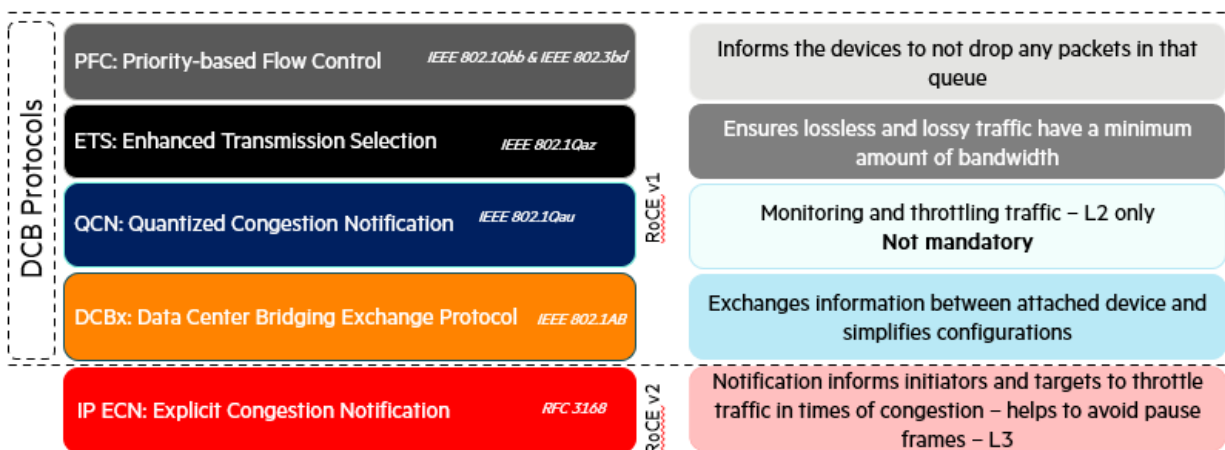 DCB Protocols
PFC: Priority-based Flow Control
IEEE 802.1Qbb & IEEE 802.3bd
Informs the devices to not drop any packets in that
queue
ETS: Enhanced Transmission Selection
IEEE 802.1Qaz
Ensures lossless and lossy traffic have a minimum
amount of bandwidth
RoCE v1
QCN: Quantized Congestion Notification
IEEE 802.1Qau
Monitoring and throttling traffic – L2 only
Not mandatory
DCBx: Data Center Bridging Exchange Protocol
IEEE 802.1AB
Exchanges information between attached device and
simplifies configurations
IP ECN: Explicit Congestion Notification
RFC 3168
RoCE v2
Notification informs initiators and targets to throttle
traffic in times of congestion – helps to avoid pause
frames – L3